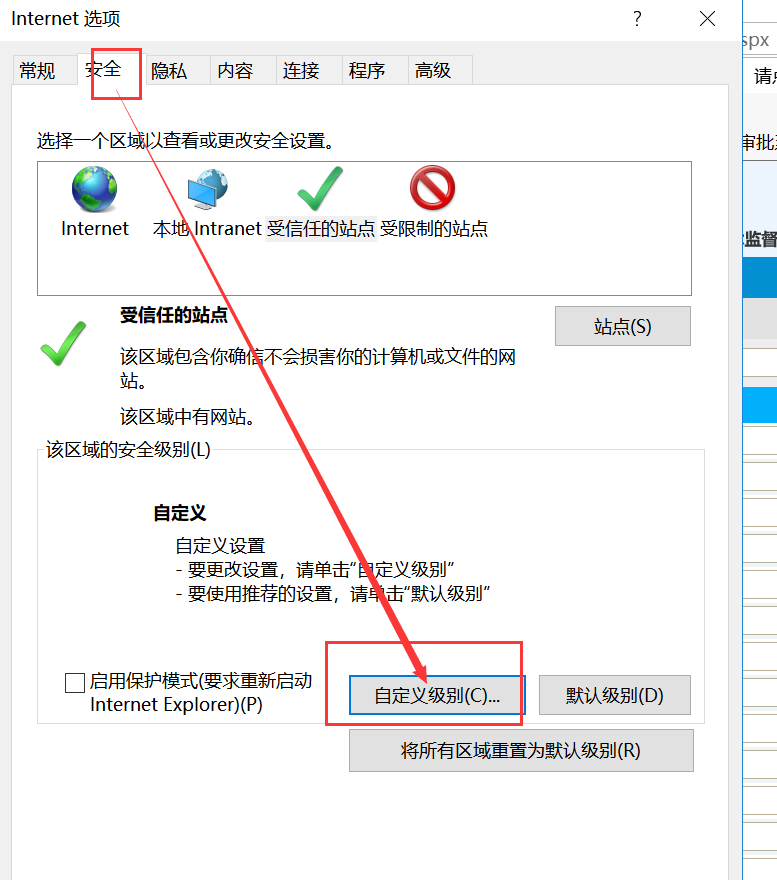 Internet 选项
?
spx
常规 安全 隐私 内容 连接 程序 高级
请点
选择一个区域以查看或更改安全设置。
审批系
Internet 本地 Intranet 受信任的站点 受限制的站点
监督
受信任的站点
站点(S)
该区域包含你确信不会损害你的计算机或文件的网
站。
该区域中有网站。
该区域的安全级别(L)
自定义
自定义设置
- 要更改设置，请单击“自定义级别”
- 要使用推荐的设置，请单击“默认级别”
启用保护模式(要求重新启动
Internet Explorer)(P)
自定义级别(C)...
默认级别(D)
将所有区域重置为默认级别(R)